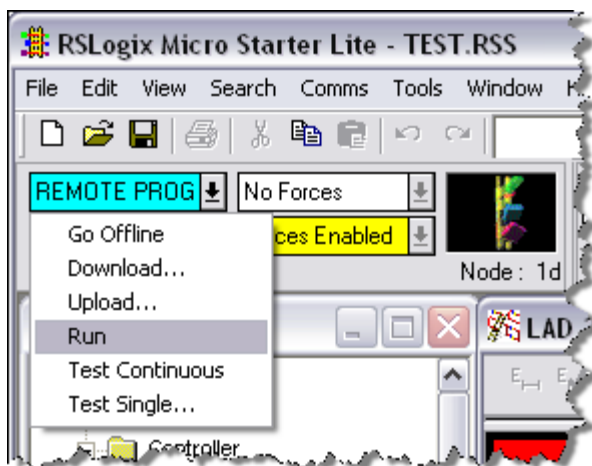 RSLogix Micro Starter Lite - TEST.RSS
File Edit View Search Comms Tools Window
REMOTE PROG No Forces
Go Offline ces Enabled
Download... Node : 1d
Upload...
Run LAD
Test Continuous
Test Single...
Controller